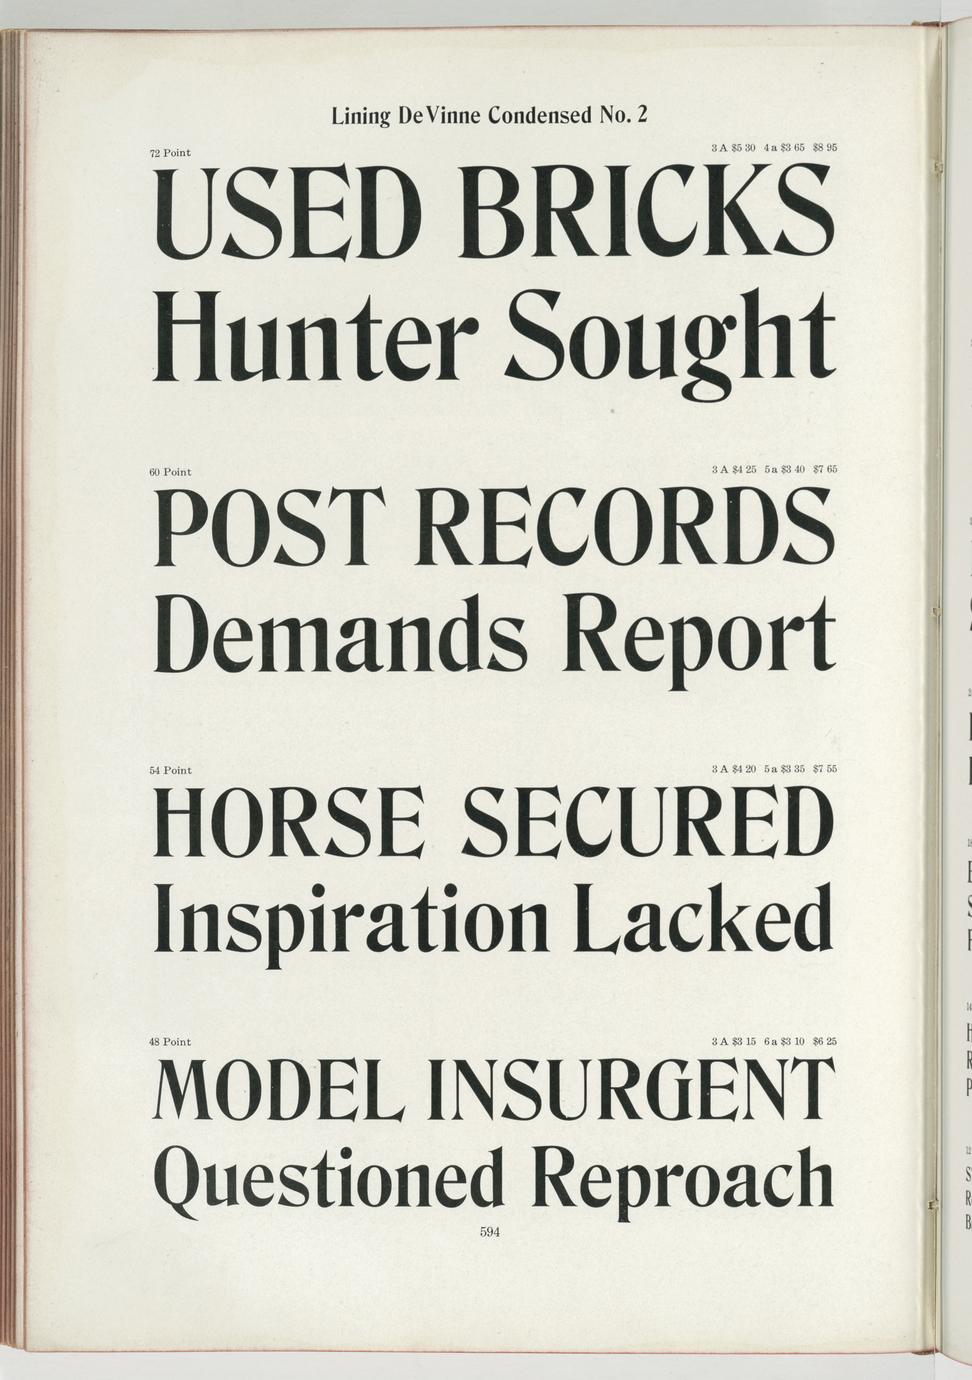 Lining DeVinne Condensed No. 2
72 Point 3 A $5 30 4 a $3 65 $8 95
USED BRICKS
Hunter Sought
60 Point 3 A $4 25 5 a $3 40 $7 65
POST RECORDS
Demands Report
54 Point 3 A $4 20 5 a $3 35 $7 55
HORSE SECURED
Inspiration Lacked
48 Point 3 A $3 15 6 a $3 10 $6 25
MODEL INSURGENT
Questioned Reproach
594